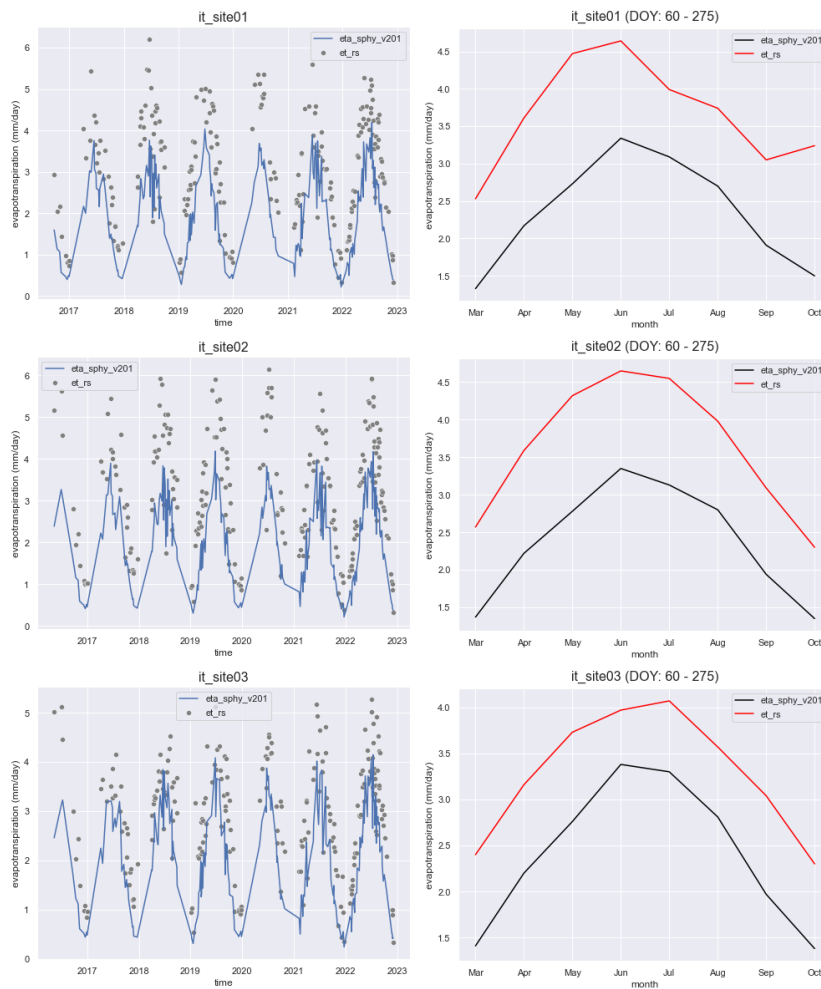 it_site01
eta_sphy_v201
et_rs
evapotranspiration (mm/day)
6
5
4
3
2
1
0
2017 2018 2019 2020 2021 2022 2023
time
it_site01 (DOY: 60 - 275)
eta_sphy_v201
et_rs
evapotranspiration (mm/day)
4.5
4.0
3.5
3.0
2.5
2.0
1.5
Mar Apr May Jun Jul Aug Sep Oct
month
it_site02
eta_sphy_v201
et_rs
evapotranspiration (mm/day)
6
5
4
3
2
1
0
2017 2018 2019 2020 2021 2022 2023
time
it_site02 (DOY: 60 - 275)
eta_sphy_v201
et_rs
evapotranspiration (mm/day)
4.5
4.0
3.5
3.0
2.5
2.0
1.5
Mar Apr May Jun Jul Aug Sep Oct
month
it_site03
eta_sphy_v201
et_rs
evapotranspiration (mm/day)
5
4
3
2
1
0
2017 2018 2019 2020 2021 2022 2023
time
it_site03 (DOY: 60 - 275)
eta_sphy_v201
et_rs
evapotranspiration (mm/day)
4.0
3.5
3.0
2.5
2.0
1.5
Mar Apr May Jun Jul Aug Sep Oct
month